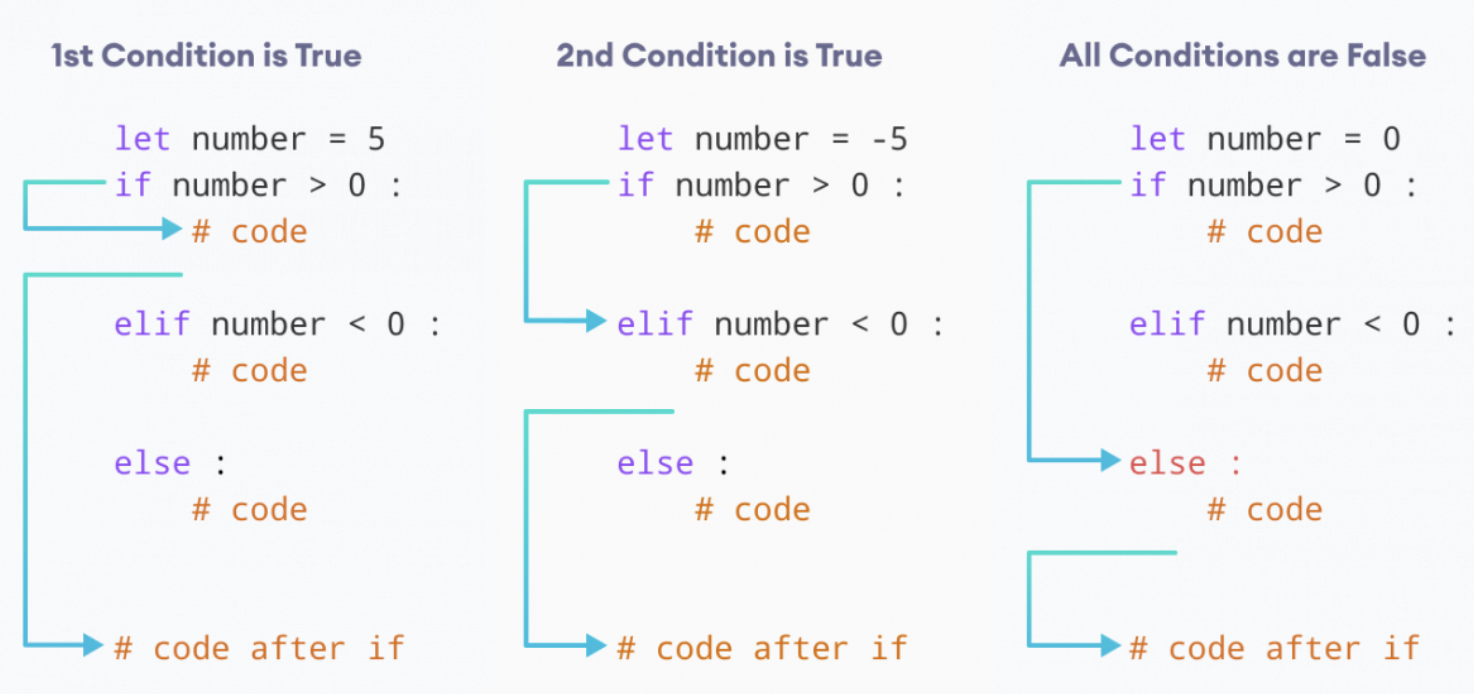 1st Condition is True
let number = 5
if number > 0 :
# code
elif number < 0 :
# code
else :
# code
# code after if
2nd Condition is True
let number = -5
if number > 0 :
# code
elif number < 0 :
# code
else :
# code
# code after if
All Conditions are False
let number = 0
if number > 0 :
# code
elif number < 0 :
# code
else :
# code
# code after if